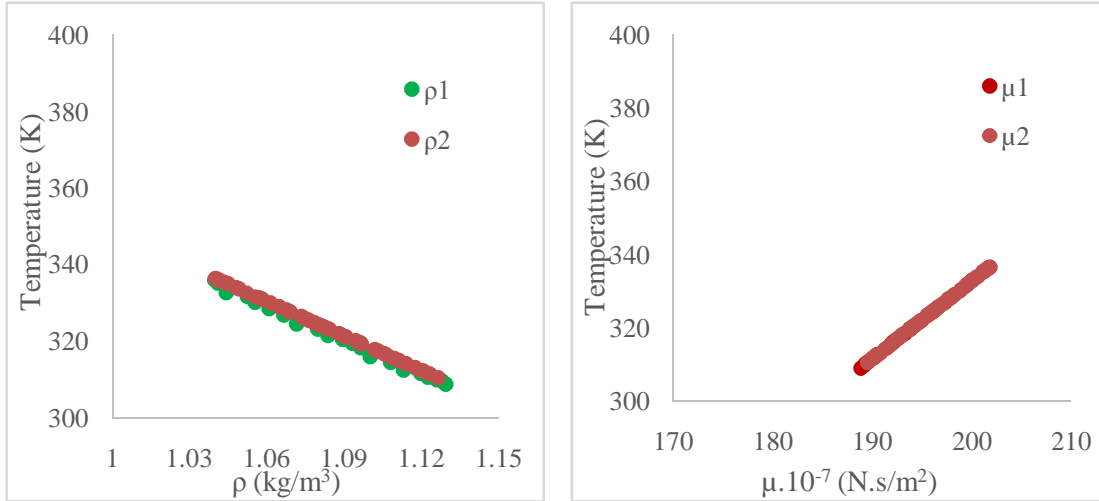 400
380
360
340
320
300
Temperature (K)
ρ1
ρ2
1
1.03
1.06
1.09
1.12
1.15
ρ (kg/m³)
400
380
360
340
320
300
Temperature (K)
μ1
μ2
170
180
190
200
210
μ.10⁻⁷ (N.s/m²)